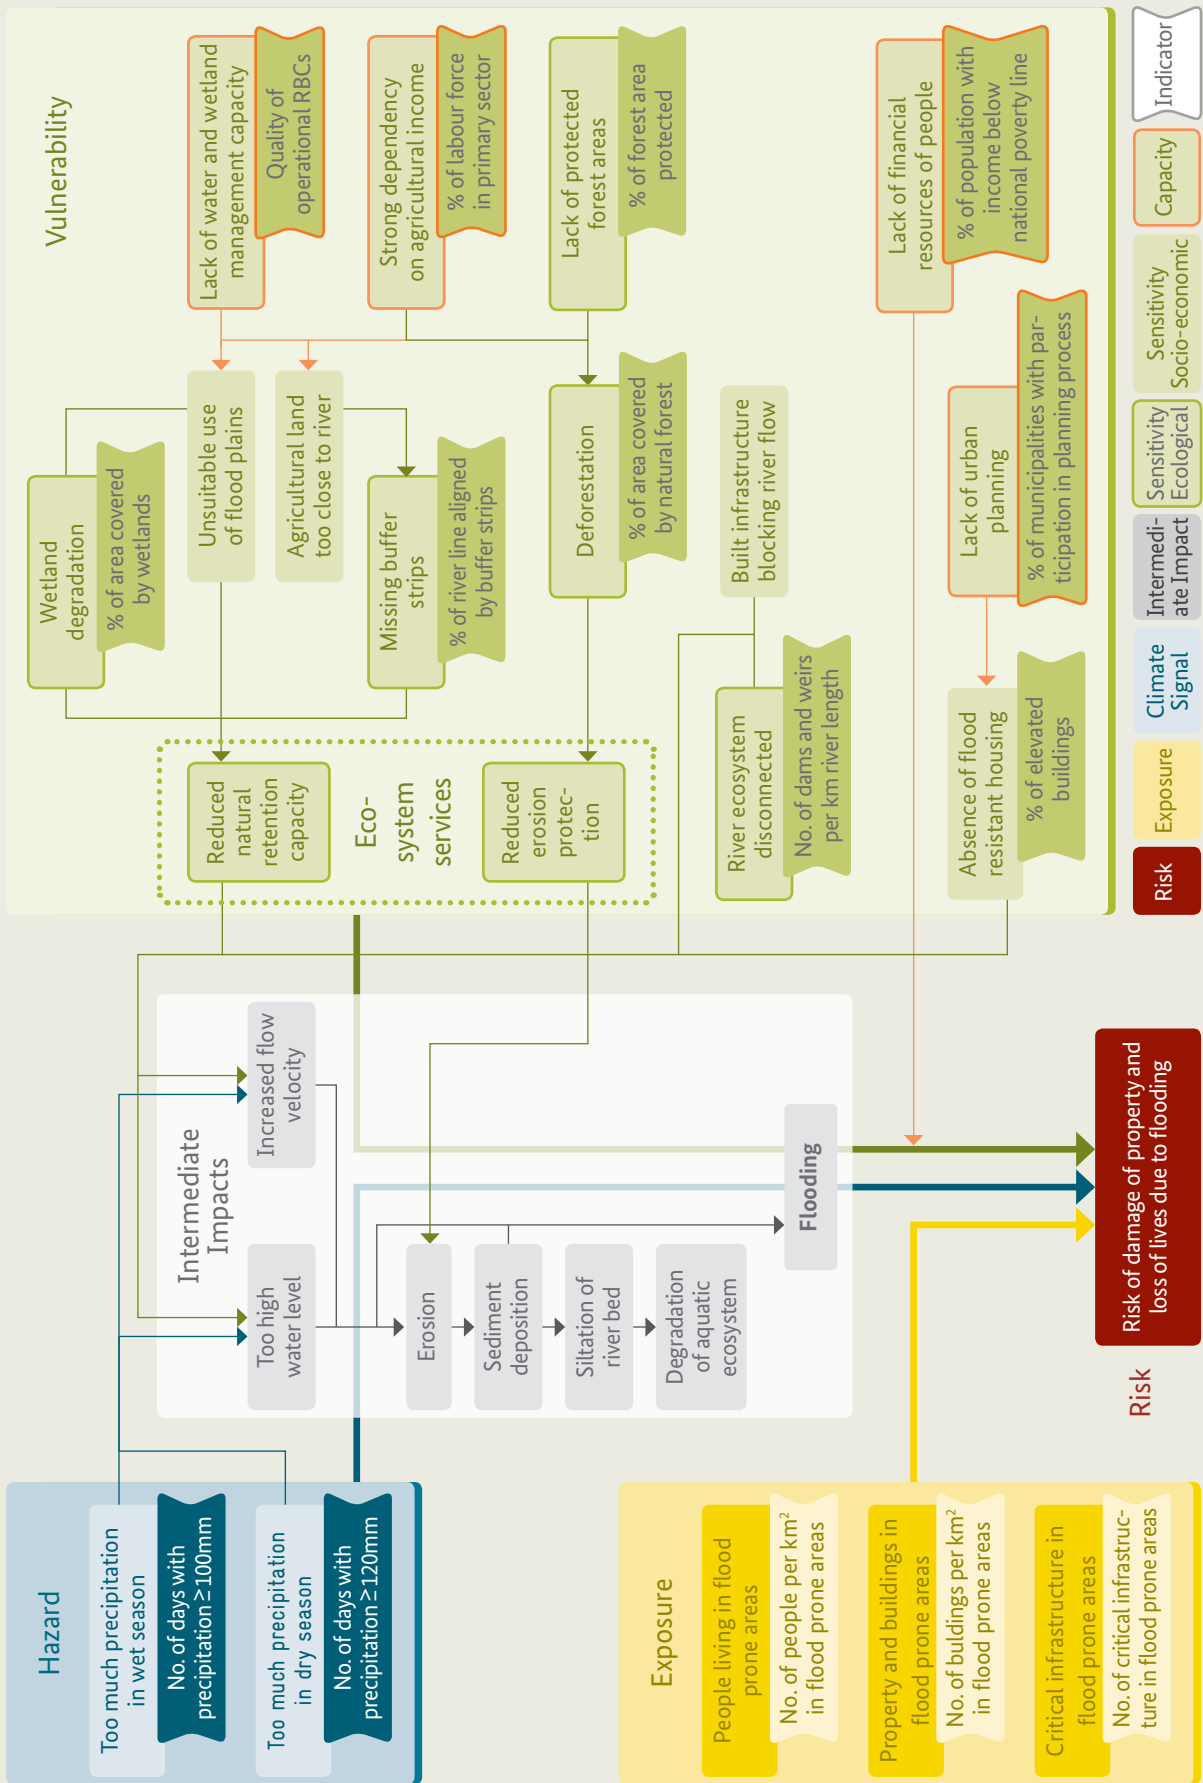 Hazard
Too much precipitation
in wet season
No. of days with
precipitation ≥ 100mm
Too much precipitation
in dry season
No. of days with
precipitation ≥ 120mm
Exposure
People living in flood
prone areas
No. of people per km²
in flood prone areas
Property and buildings in
flood prone areas
No. of buldings per km²
in flood prone areas
Critical infrastructure in
flood prone areas
No. of critical infrastruc-
ture in flood prone areas
Intermediate
Impacts
Too high
water level
Increased flow
velocity
Erosion
Sediment
deposition
Siltation of
river bed
Degradation
of aquatic
ecosystem
Flooding
Risk
Risk of damage of property and
loss of lives due to flooding
Vulnerability
Wetland
degradation
% of area covered
by wetlands
Lack of water and wetland
management capacity
Quality of
operational RBCs
Unsuitable use
of flood plains
Agricultural land
too close to river
Strong dependency
on agricultural income
% of labour force
in primary sector
Missing buffer
strips
% of river line aligned
by buffer strips
Reduced
natural
retention
capacity
Eco-
system
services
Reduced
erosion
protec-
tion
Deforestation
% of area covered
by natural forest
Lack of protected
forest areas
% of forest area
protected
River ecosystem
disconnected
No. of dams and weirs
per km river length
Built infrastructure
blocking river flow
Lack of financial
resources of people
% of population with
income below
national poverty line
Absence of flood
resistant housing
% of elevated
buildings
Lack of urban
planning
% of municipalities with par-
ticipation in planning process
Risk
Exposure
Climate
Signal
Intermedi-
ate Impact
Sensitivity
Ecological
Sensitivity
Socio-economic
Capacity
Indicator